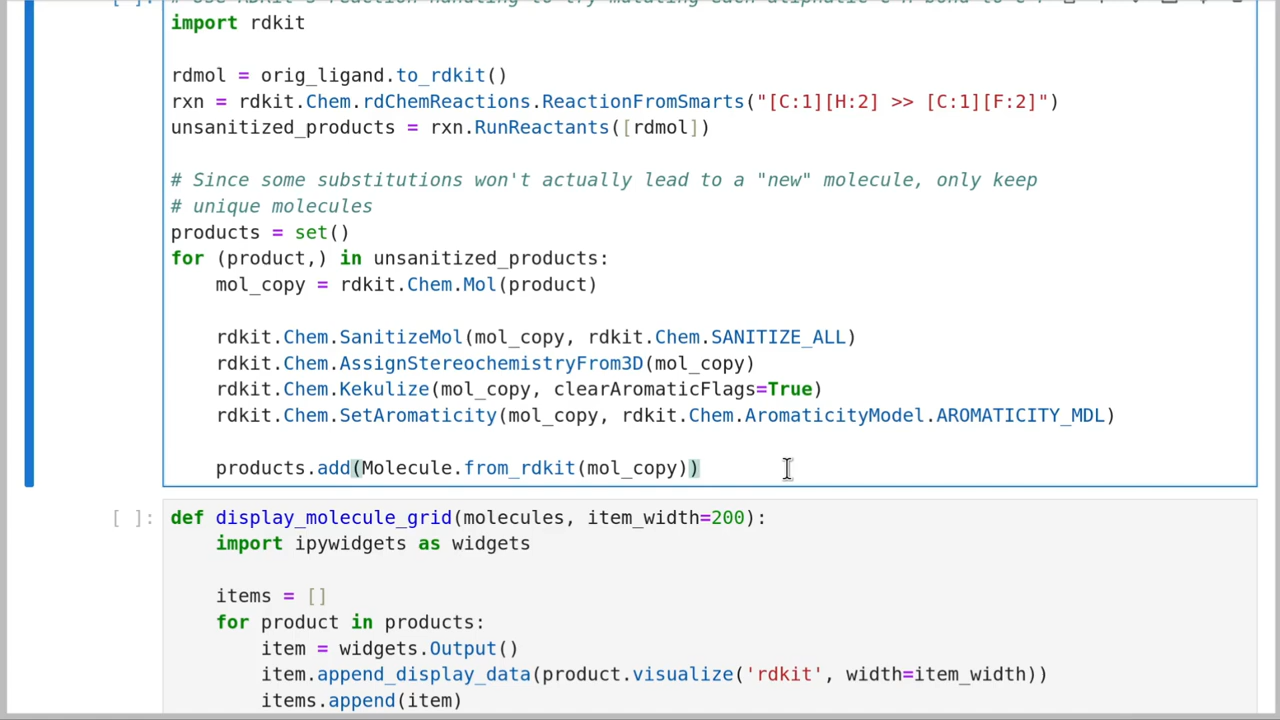 import rdkit
rdmol = orig_ligand.to_rdkit()
rxn = rdkit.Chem.rdChemReactions.ReactionFromSmarts("[C:1][H:2] >> [C:1][F:2]")
unsanitized_products = rxn.RunReactants([rdmol])
# Since some substitutions won't actually lead to a "new" molecule, only keep
# unique molecules
products = set()
for (product,) in unsanitized_products:
    mol_copy = rdkit.Chem.Mol(product)
    rdkit.Chem.SanitizeMol(mol_copy, rdkit.Chem.SANITIZE_ALL)
    rdkit.Chem.AssignStereochemistryFrom3D(mol_copy)
    rdkit.Chem.Kekulize(mol_copy, clearAromaticFlags=True)
    rdkit.Chem.SetAromaticity(mol_copy, rdkit.Chem.AromaticityModel.AROMATICITY_MDL)
    products.add(Molecule.from_rdkit(mol_copy))
[ ]: def display_molecule_grid(molecules, item_width=200):
    import ipywidgets as widgets
    items = []
    for product in products:
        item = widgets.Output()
        item.append_display_data(product.visualize('rdkit', width=item_width))
        items.append(item)